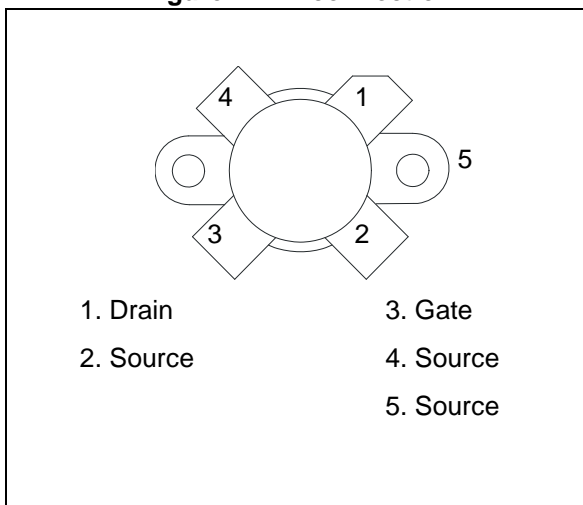 4 1
5
3 2
1. Drain 3. Gate
2. Source 4. Source
5. Source